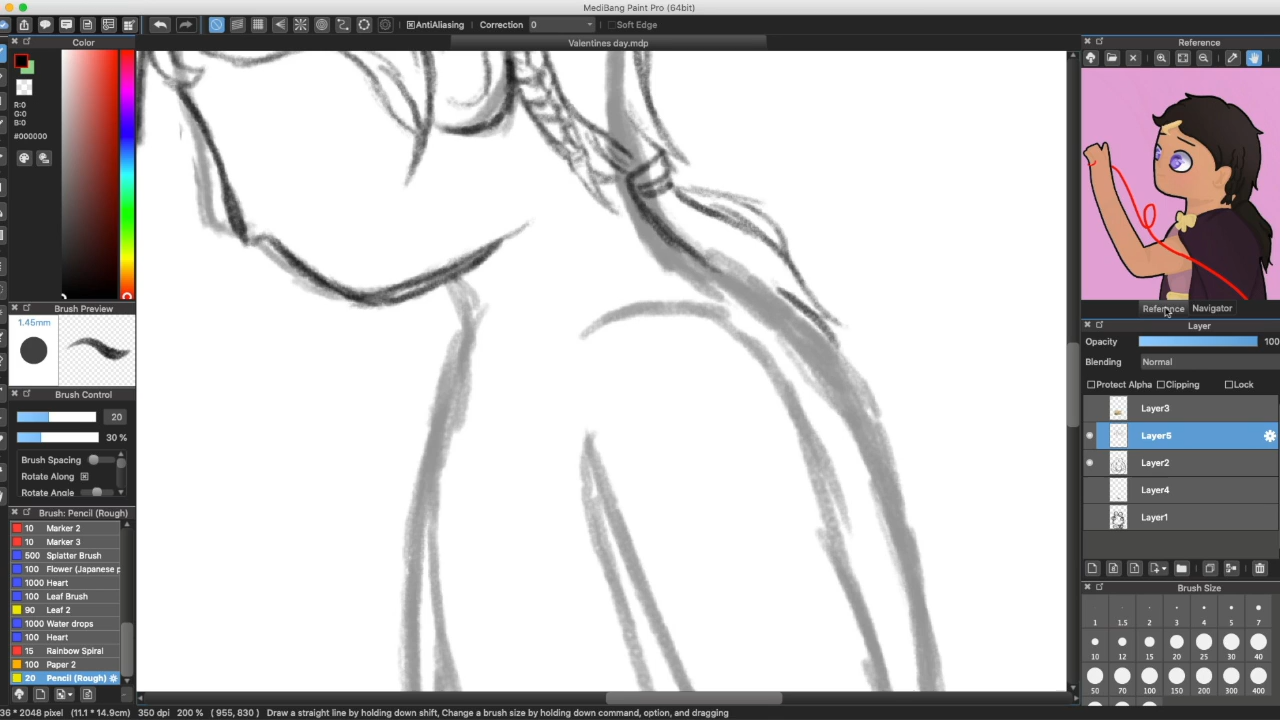 MediBang Paint Pro (64bit)
AntiAliasing Correction 0 Soft Edge
Color
Valentines day.mdp
Reference
R:0
G:0
B:0
#000000
Brush Preview
1.45mm
Reference Navigator
Layer
Opacity 100
Blending Normal
Protect Alpha Clipping Lock
Layer3
Layer5
Layer2
Layer4
Layer1
Brush Control
20
30 %
Brush Spacing
Rotate Along
Rotate Angle
Brush: Pencil (Rough)
10 Marker 2
10 Marker 3
500 Splatter Brush
100 Flower (Japanese p
1000 Heart
100 Leaf Brush
90 Leaf 2
1000 Water drops
100 Heart
15 Rainbow Spiral
100 Paper 2
20 Pencil (Rough)
Brush Size
1 1.5 2 3 4 5 7
10 12 15 20 25 30 40
50 70 100 150 200 300 400
36 * 2048 pixel (11.1 * 14.9cm) 350 dpi 200 % ( 955, 830 ) Draw a straight line by holding down shift, Change a brush size by holding down command, option, and dragging